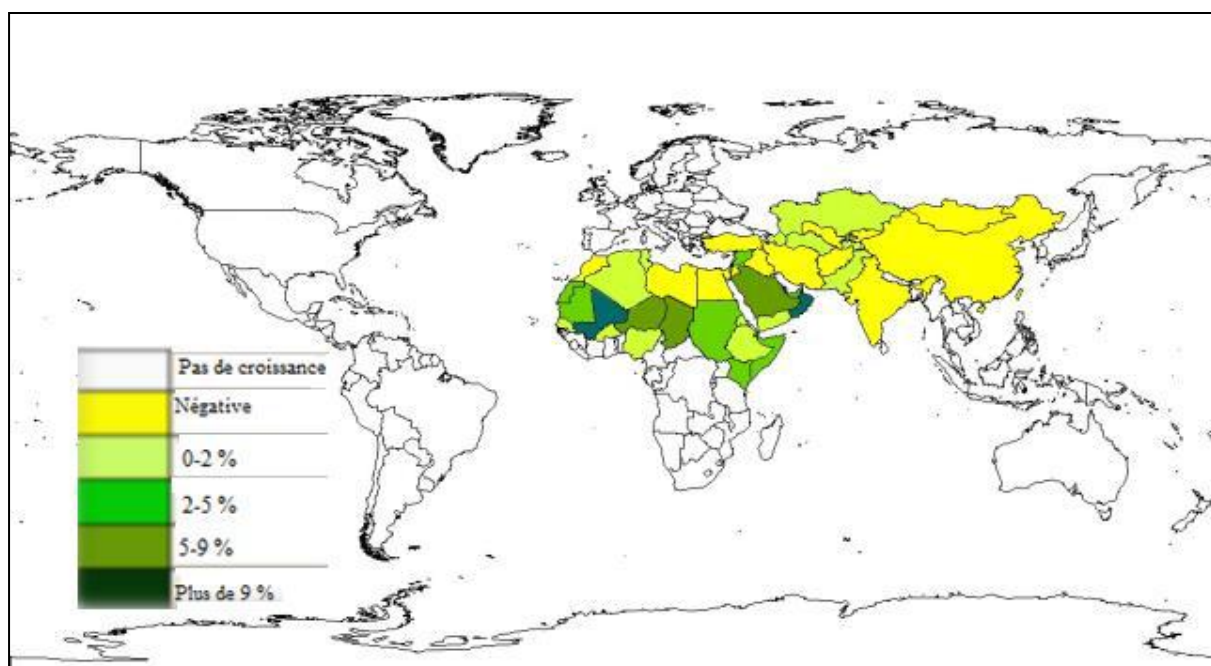 Pas de croissance
Négative
0-2 %
2-5 %
5-9 %
Plus de 9 %